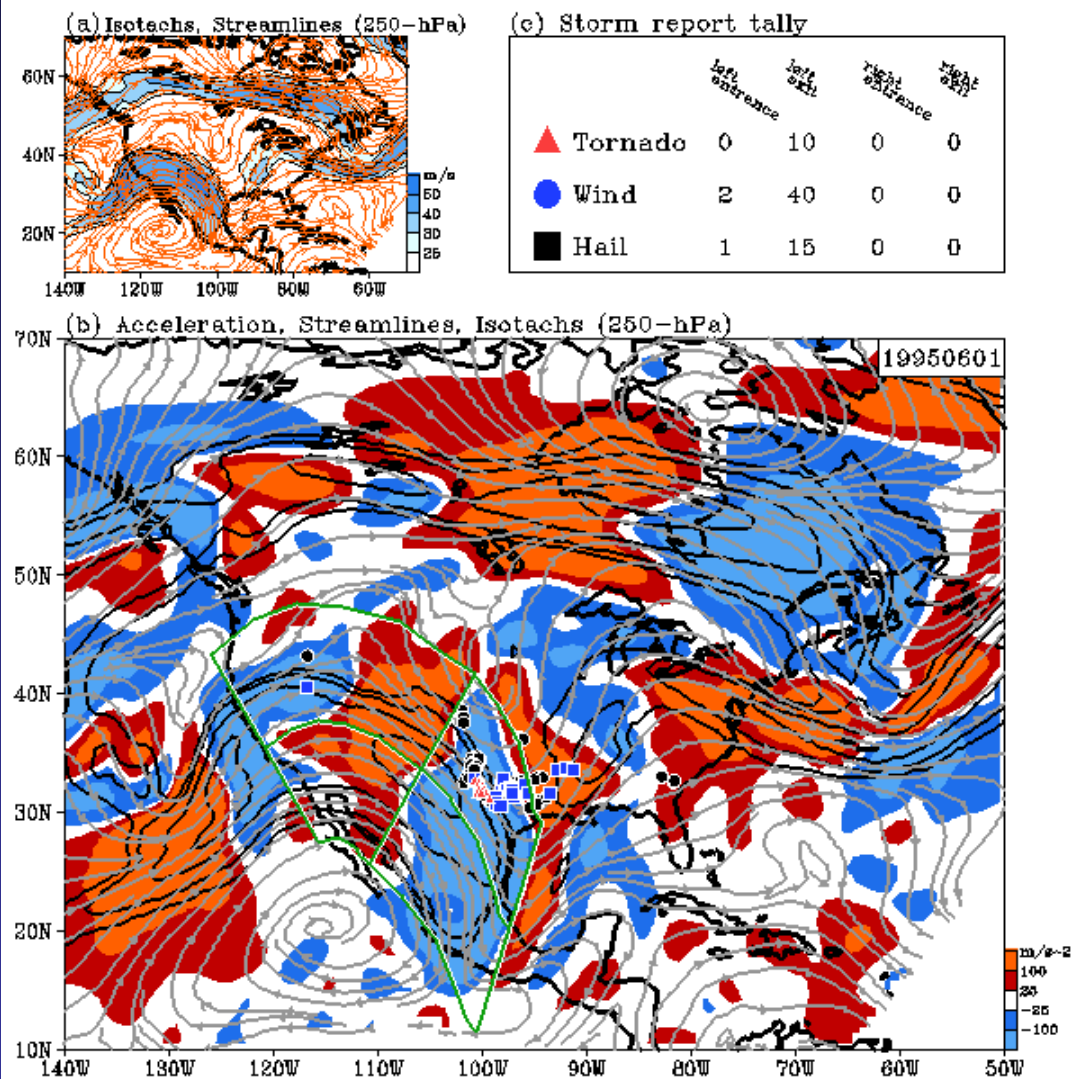 (a) Isotachs, Streamlines (250-hPa)
60N
40N
20N
140W 120W 100W 80W 60W
m/s
50
40
30
25
(c) Storm report tally
left entrance left exit right entrance right exit
Tornado 0 10 0 0
Wind 2 40 0 0
Hail 1 15 0 0
(b) Acceleration, Streamlines, Isotachs (250-hPa)
19950601
70N
60N
50N
40N
30N
20N
10N
140W 130W 120W 110W 100W 90W 80W 70W 60W 50W
m/s-2
100
25
-25
-100